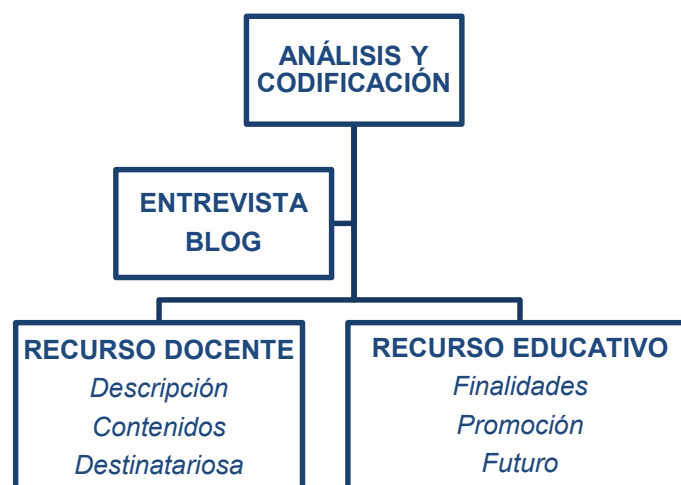 ANÁLISIS Y
CODIFICACIÓN
ENTREVISTA
BLOG
RECURSO DOCENTE
Descripción
Contenidos
Destinatariosa
RECURSO EDUCATIVO
Finalidades
Promoción
Futuro